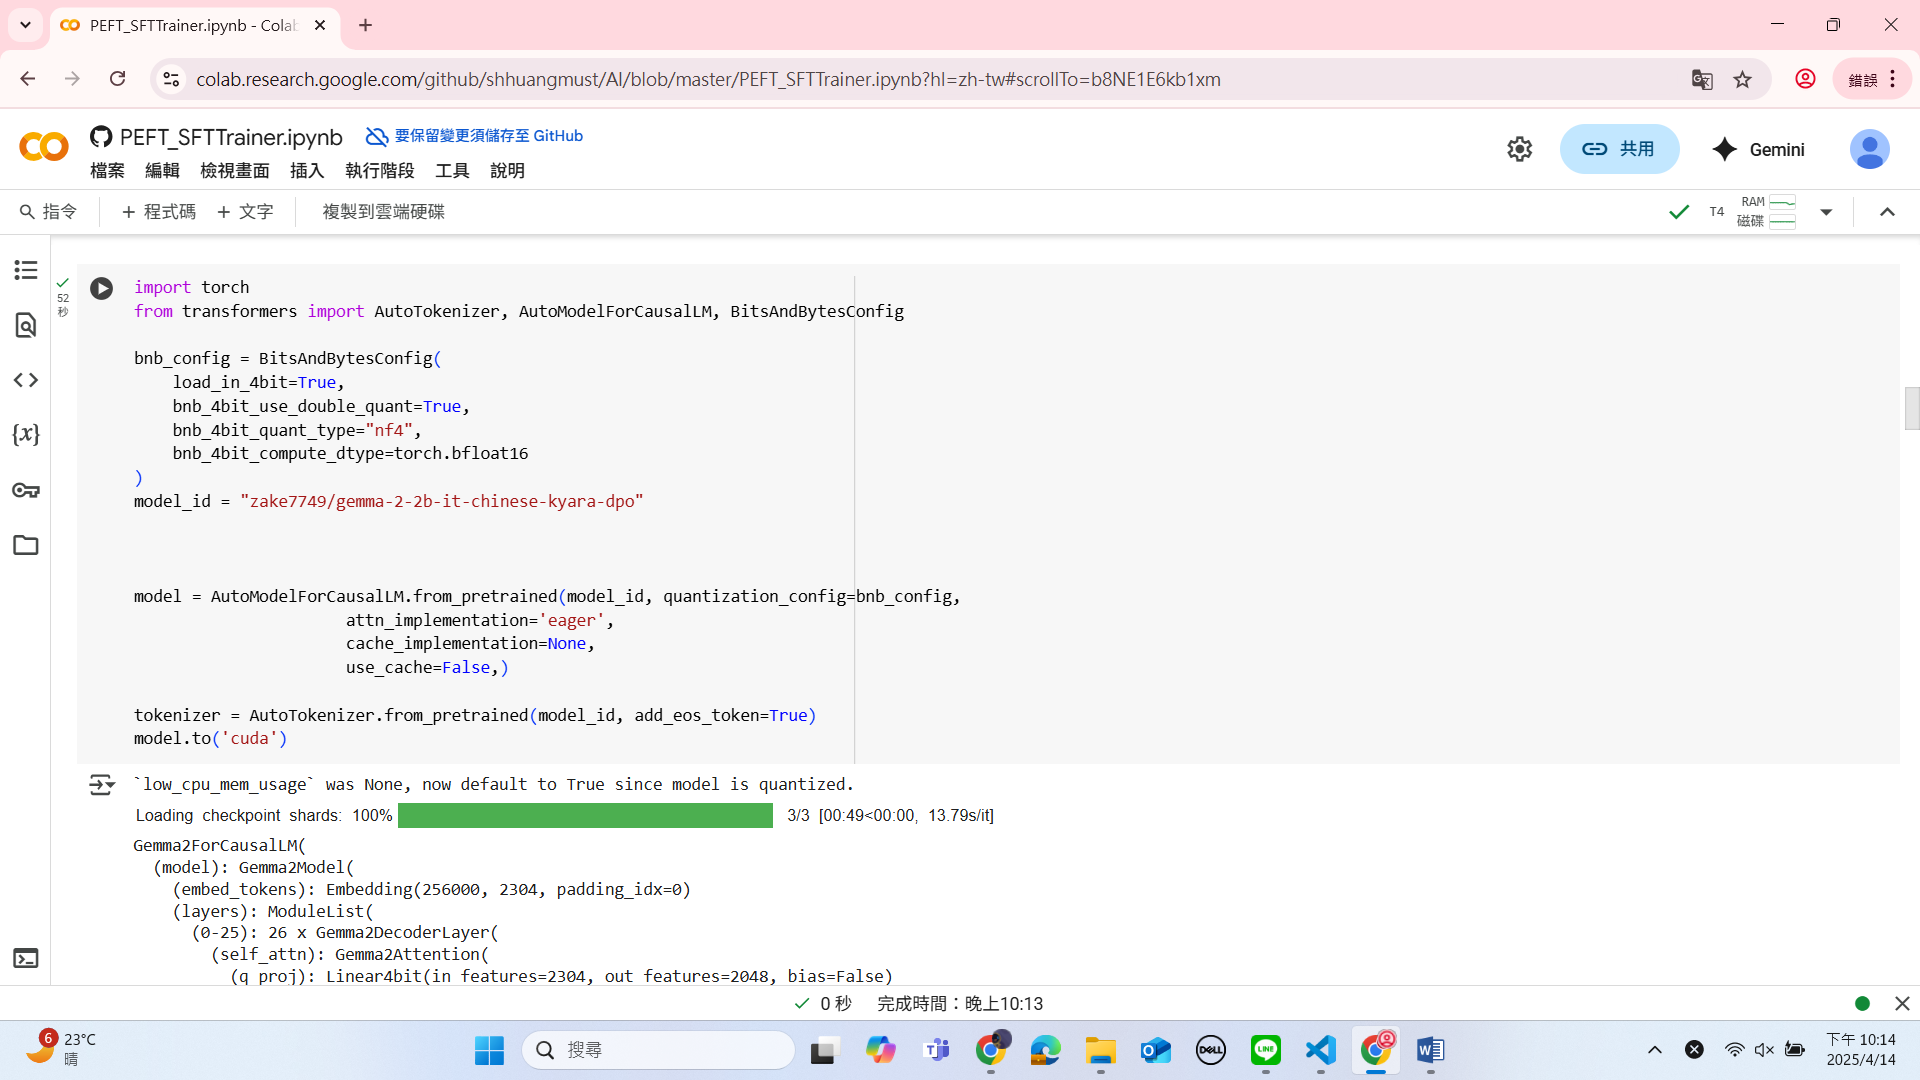 PEFT_SFTTrainer.ipynb - Colab
colab.research.google.com/github/shhuangmust/AI/blob/master/PEFT_SFTTrainer.ipynb?hl=zh-tw#scrollTo=b8NE1E6kb1xm
錯誤
PEFT_SFTTrainer.ipynb
要保留變更須儲存至 GitHub
檔案 編輯 檢視畫面 插入 執行階段 工具 說明
共用
Gemini
指令
+ 程式碼 + 文字
複製到雲端硬碟
T4
RAM
磁碟
52
秒
import torch
from transformers import AutoTokenizer, AutoModelForCausalLM, BitsAndBytesConfig
bnb_config = BitsAndBytesConfig(
    load_in_4bit=True,
    bnb_4bit_use_double_quant=True,
    bnb_4bit_quant_type="nf4",
    bnb_4bit_compute_dtype=torch.bfloat16
)
model_id = "zake7749/gemma-2-2b-it-chinese-kyara-dpo"
model = AutoModelForCausalLM.from_pretrained(model_id, quantization_config=bnb_config,
                      attn_implementation='eager',
                      cache_implementation=None,
                      use_cache=False,)
tokenizer = AutoTokenizer.from_pretrained(model_id, add_eos_token=True)
model.to('cuda')
`low_cpu_mem_usage` was None, now default to True since model is quantized.
Loading checkpoint shards: 100% 3/3 [00:49<00:00, 13.79s/it]
Gemma2ForCausalLM(
  (model): Gemma2Model(
    (embed_tokens): Embedding(256000, 2304, padding_idx=0)
    (layers): ModuleList(
      (0-25): 26 x Gemma2DecoderLayer(
        (self_attn): Gemma2Attention(
          (q_proj): Linear4bit(in_features=2304, out_features=2048, bias=False)
0 秒 完成時間：晚上10:13
6
23°C
晴
搜尋
DELL
LINE
下午 10:14
2025/4/14